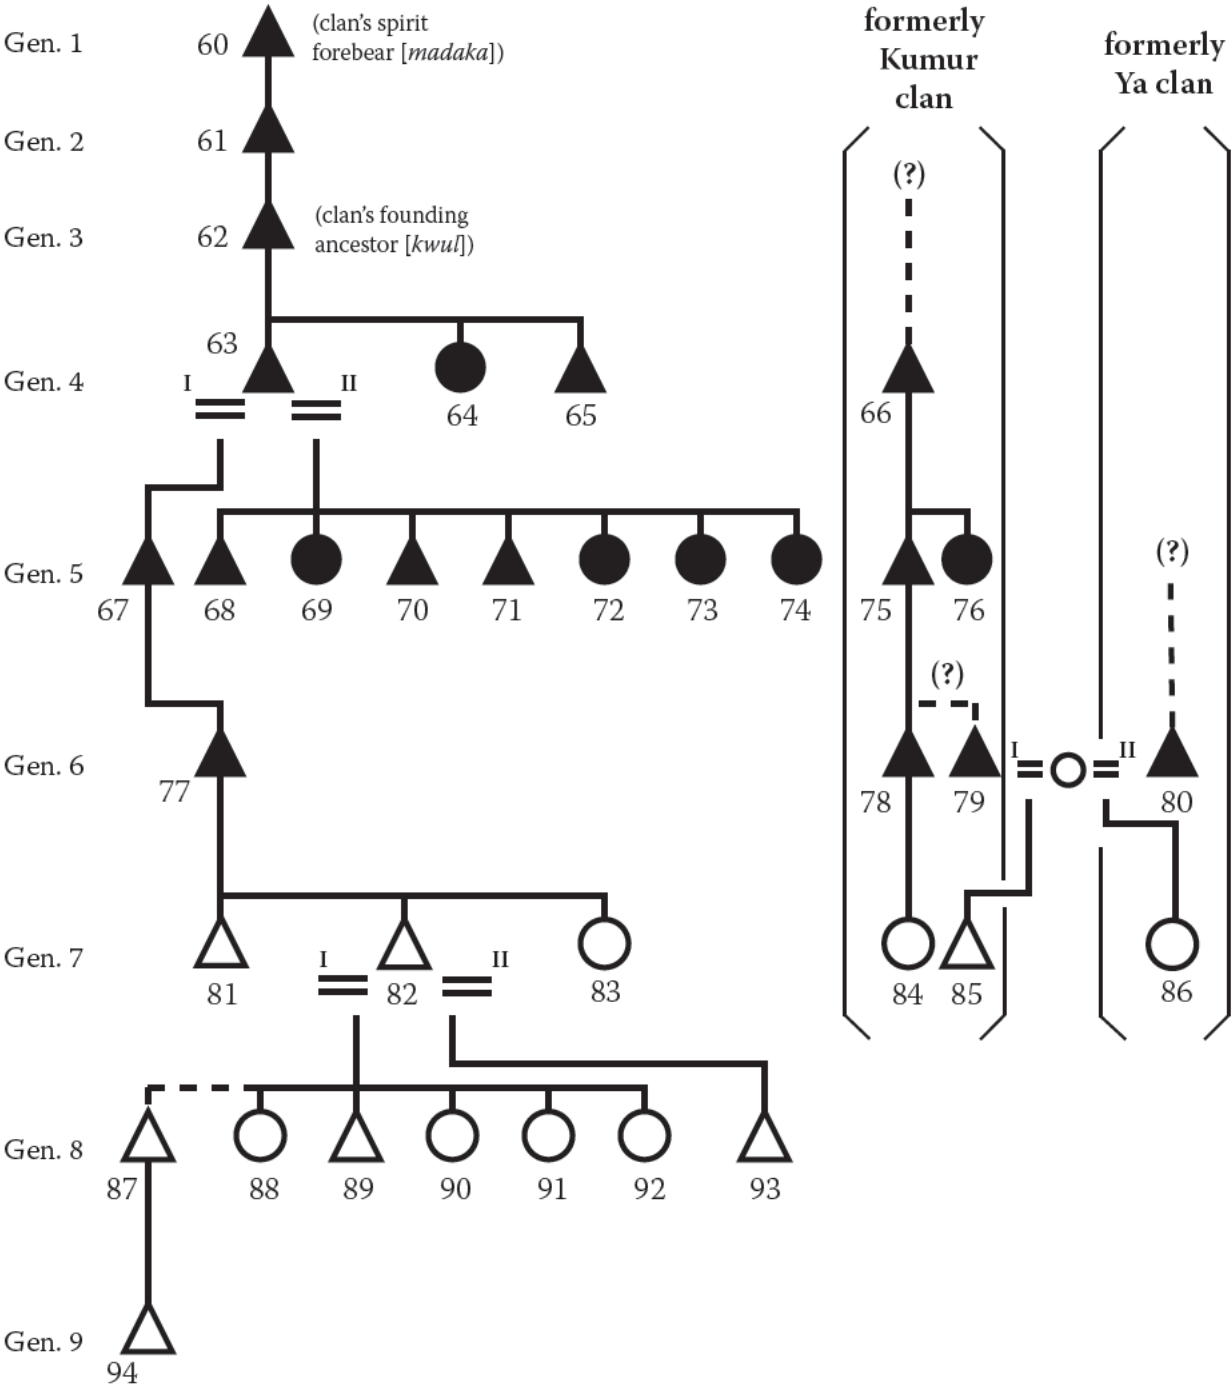 formerly
Kumur
clan
formerly
Ya clan
Gen. 1
60
(clan's spirit
forebear [madaka])
Gen. 2
61
(?)
Gen. 3
62
(clan's founding
ancestor [kwul])
63
Gen. 4
I
II
64
65
66
(?)
Gen. 5
67
68
69
70
71
72
73
74
75
76
(?)
Gen. 6
77
I
II
78
79
80
Gen. 7
I
II
81
82
83
84
85
86
Gen. 8
87
88
89
90
91
92
93
Gen. 9
94